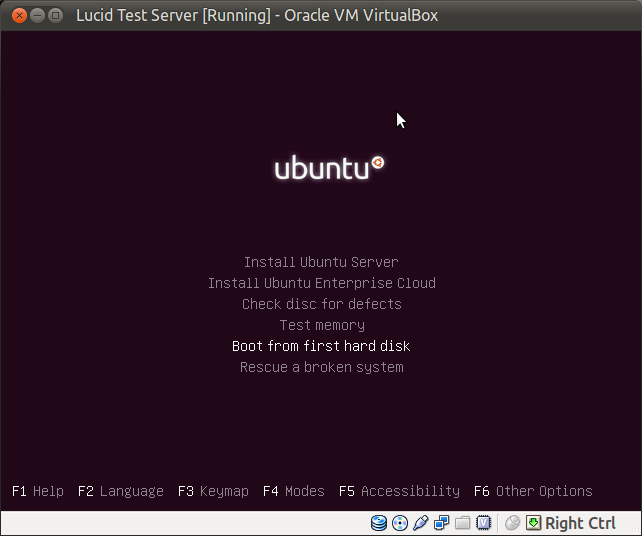 Lucid Test Server [Running] - Oracle VM VirtualBox
ubuntu
Install Ubuntu Server
Install Ubuntu Enterprise Cloud
Check disc for defects
Test memory
Boot from first hard disk
Rescue a broken system
F1 Help F2 Language F3 Keymap F4 Modes F5 Accessibility F6 Other Options
Right Ctrl